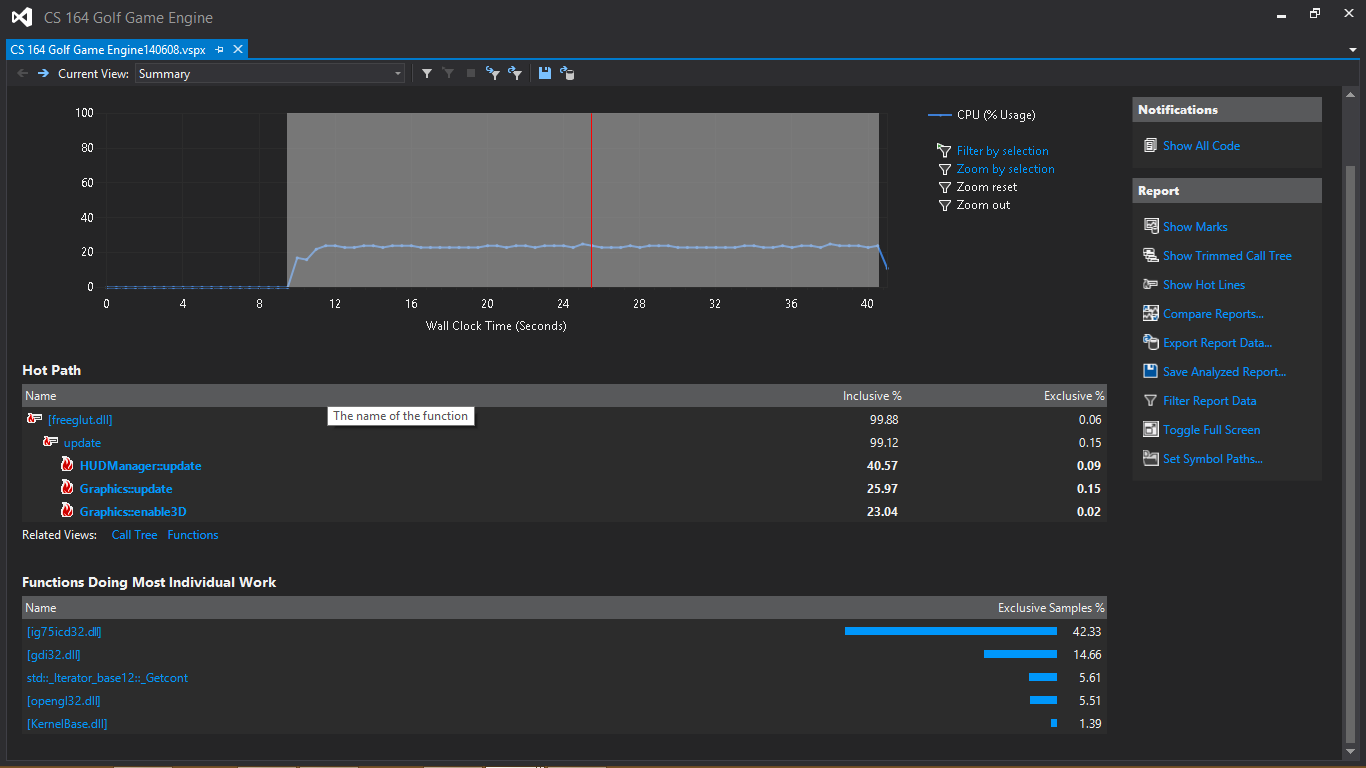 CS 164 Golf Game Engine
CS 164 Golf Game Engine140608.vspx
Current View: Summary
100
80
60
40
20
0
0 4 8 12 16 20 24 28 32 36 40
Wall Clock Time (Seconds)
CPU (% Usage)
Filter by selection
Zoom by selection
Zoom reset
Zoom out
Hot Path
Name Inclusive % Exclusive %
The name of the function
[freeglut.dll] 99.88 0.06
update 99.12 0.15
HUDManager::update 40.57 0.09
Graphics::update 25.97 0.15
Graphics::enable3D 23.04 0.02
Related Views: Call Tree Functions
Functions Doing Most Individual Work
Name Exclusive Samples %
[ig75icd32.dll] 42.33
[gdi32.dll] 14.66
std::_Iterator_base12::_Getcont 5.61
[opengl32.dll] 5.51
[KernelBase.dll] 1.39
Notifications
Show All Code
Report
Show Marks
Show Trimmed Call Tree
Show Hot Lines
Compare Reports...
Export Report Data...
Save Analyzed Report...
Filter Report Data
Toggle Full Screen
Set Symbol Paths...